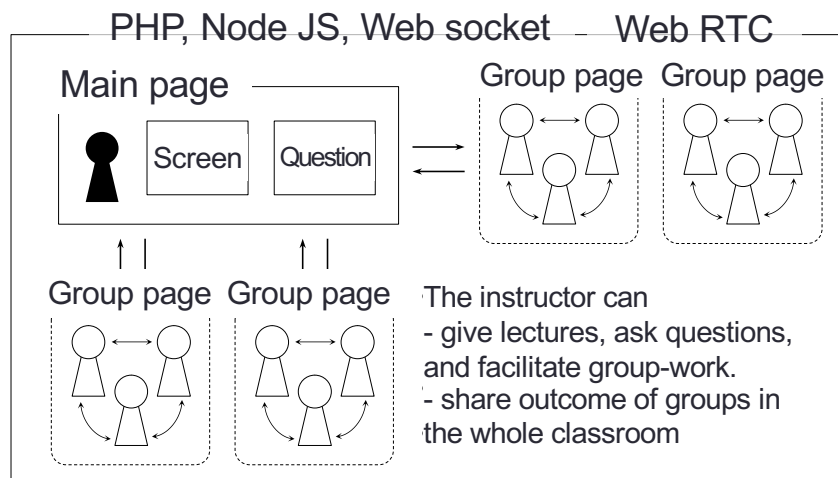 PHP, Node JS, Web socket
Web RTC
Main page
Screen
Question
Group page
Group page
Group page
Group page
The instructor can
- give lectures, ask questions,
and facilitate group-work.
- share outcome of groups in
the whole classroom